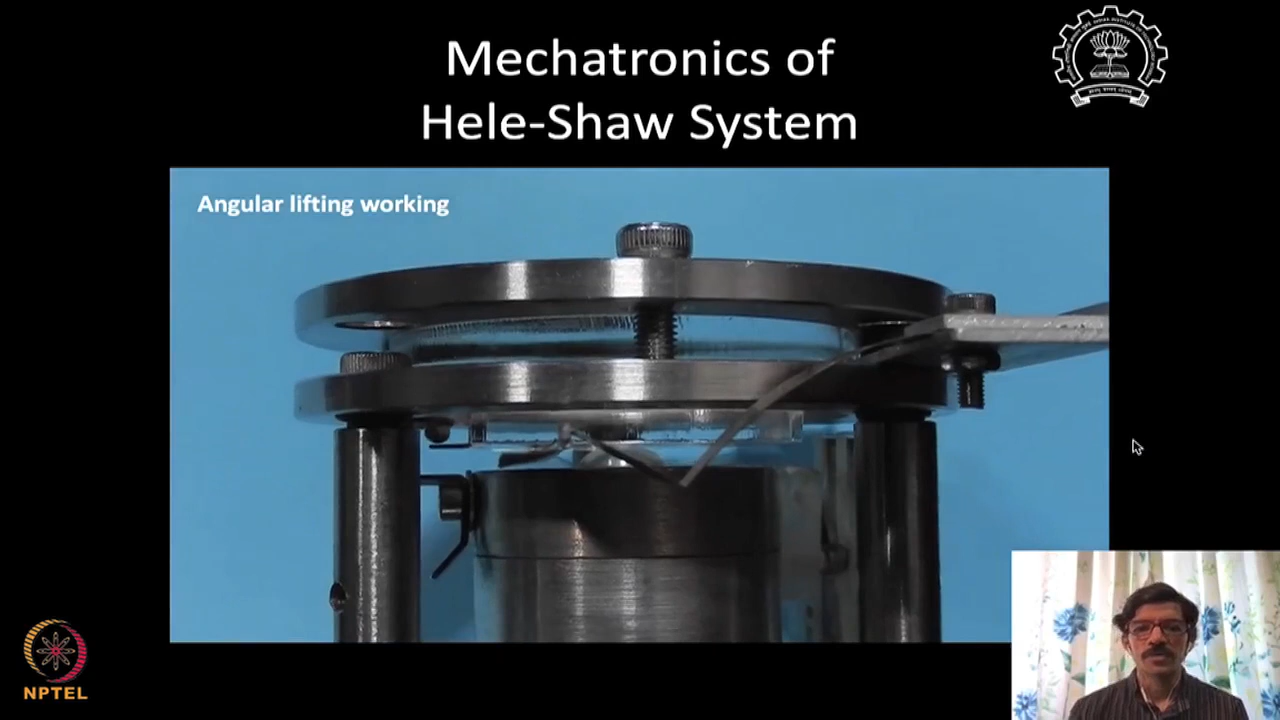 Mechatronics of
Hele-Shaw System
Angular lifting working
NPTEL